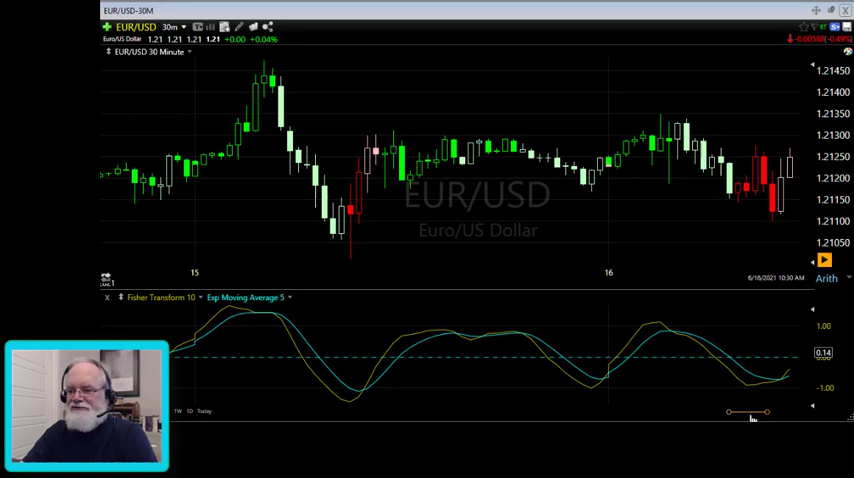 EUR/USD-30M
EUR/USD 30m
Euro/US Dollar 1.21 1.21 1.21 1.21 +0.00 +0.04%
-0.00588(-0.49%)
EUR/USD 30 Minute
1.21450
1.21400
1.21350
1.21300
1.21250
1.21200
1.21150
1.21100
1.21050
EUR/USD
Euro/US Dollar
15
16
6/16/2021 10:30 AM
Arith
X Fisher Transform 10 Exp Moving Average 5
1.00
0.14
-1.00
1W 1D Today